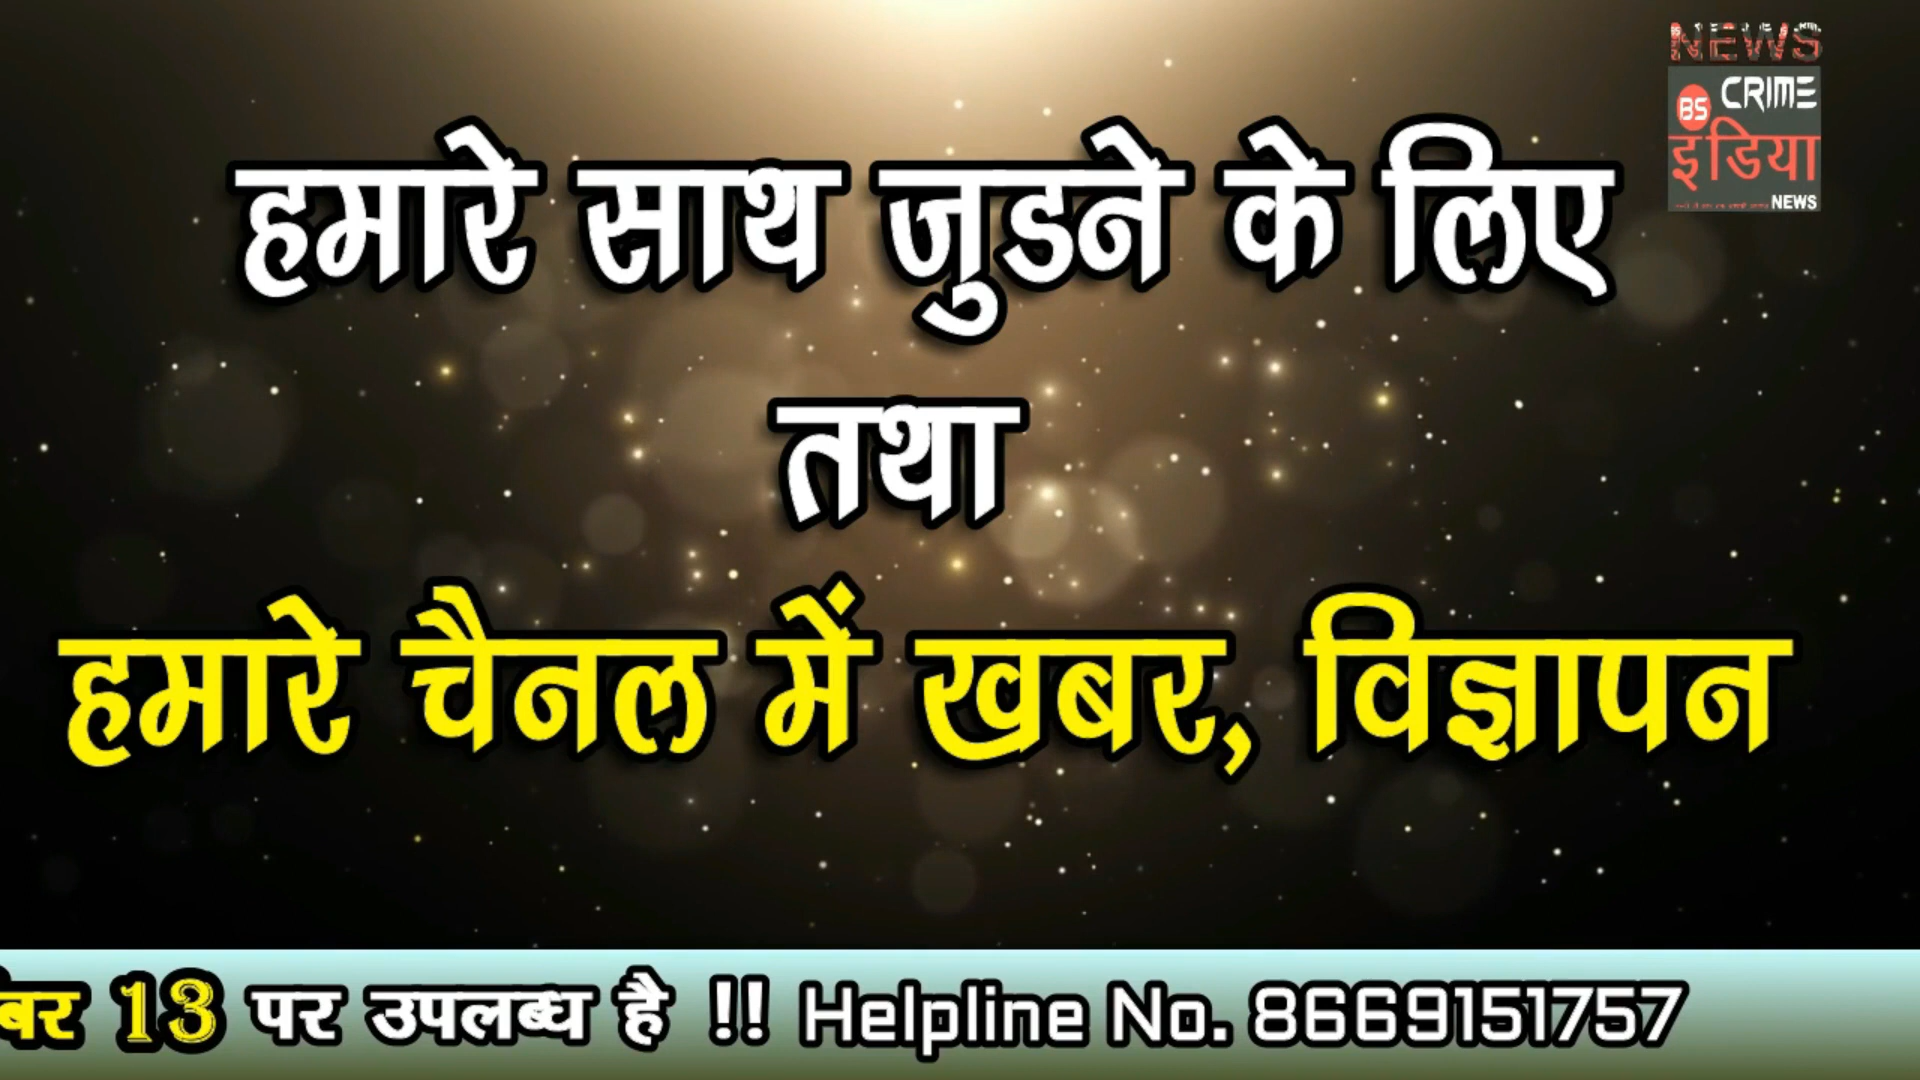 NEWS
CRIME
BS
इंडिया
NEWS
हमारे साथ जुडने के लिए
तथा
हमारे चैनल में खबर, विज्ञापन
बर 13 पर उपलब्ध है !! Helpline No. 8669151757